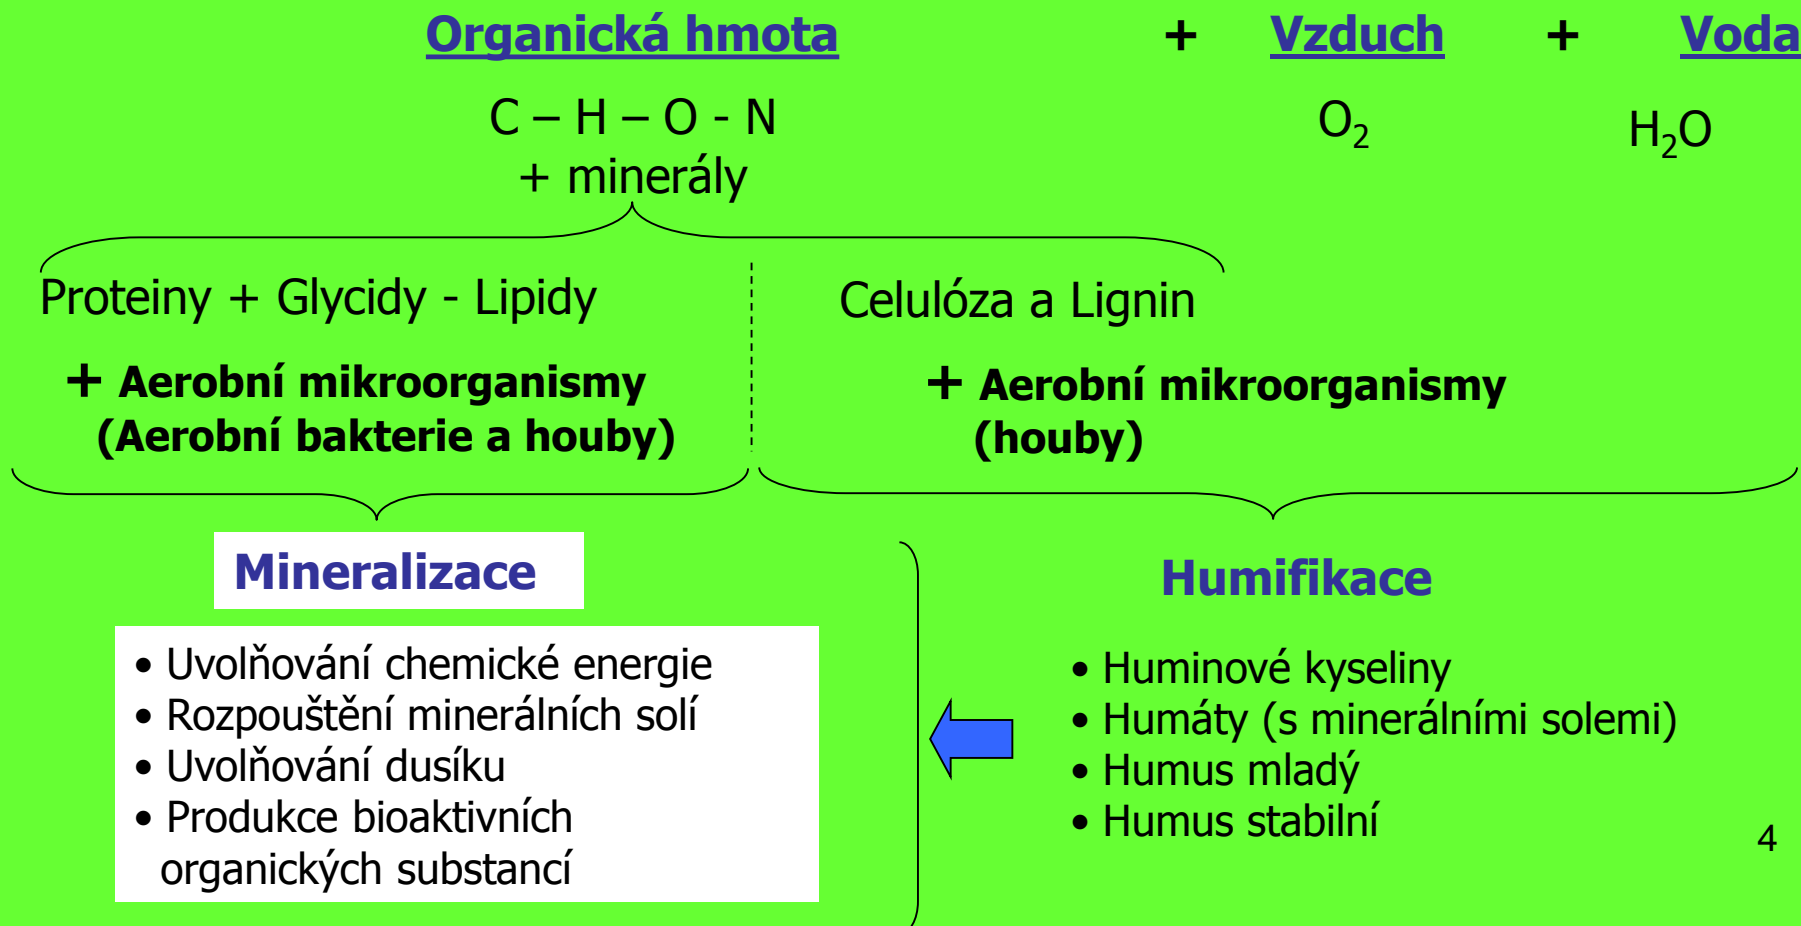 Organická hmota + Vzduch + Voda
C – H – O - N O₂ H₂O
+ minerály
Proteiny + Glycidy - Lipidy Celulóza a Lignin
+ Aerobní mikroorganismy
(Aerobní bakterie a houby)
+ Aerobní mikroorganismy
(houby)
Mineralizace
• Uvolňování chemické energie
• Rozpouštění minerálních solí
• Uvolňování dusíku
• Produkce bioaktivních
organických substancí
Humifikace
• Huminové kyseliny
• Humáty (s minerálními solemi)
• Humus mladý
• Humus stabilní
4